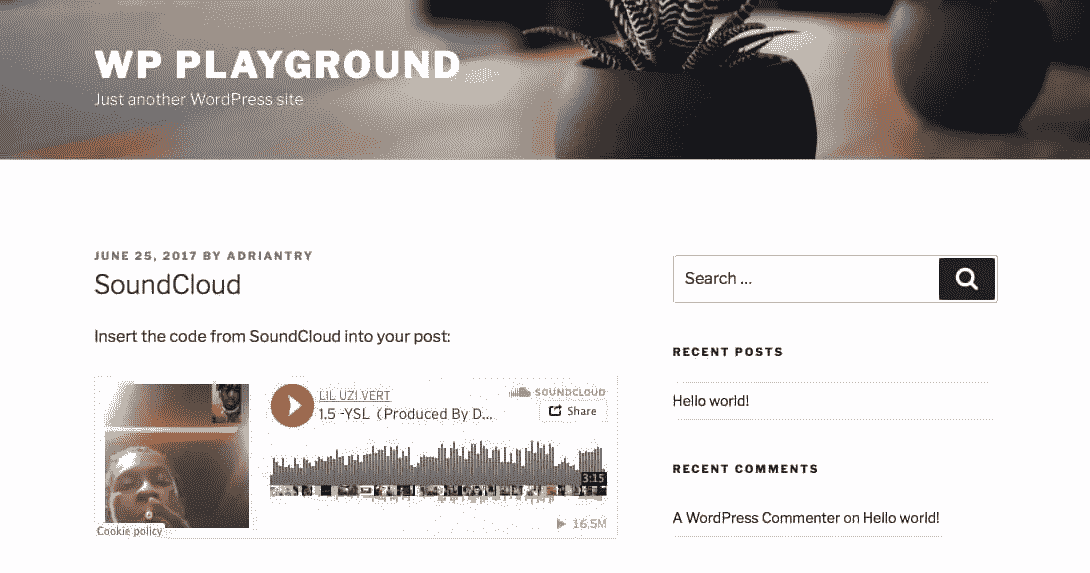 WP PLAYGROUND
Just another WordPress site
JUNE 25, 2017 BY ADRIANTRY
SoundCloud
Insert the code from SoundCloud into your post:
LIL UZI VERT
1.5 -YSL (Produced By D...
SOUNDCLOUD
Share
3:15
16.5M
Cookie policy
Search ...
RECENT POSTS
Hello world!
RECENT COMMENTS
A WordPress Commenter on Hello world!